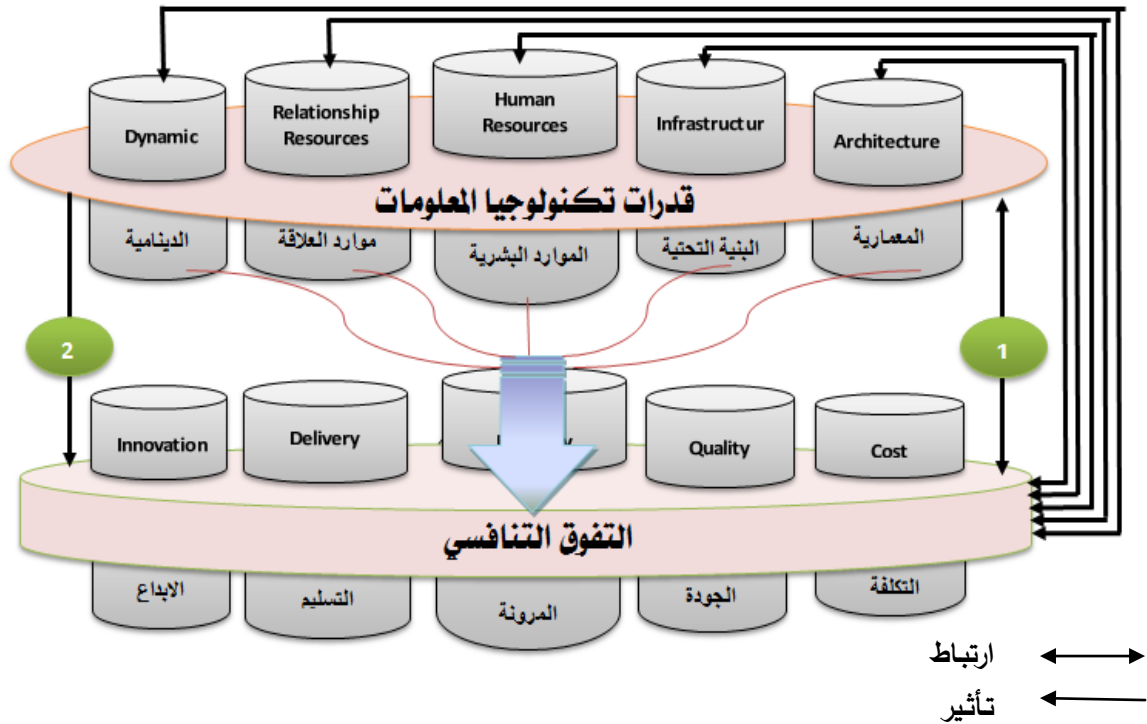 Dynamic
Relationship
Resources
Human
Resources
Infrastructur
Architecture
قدرات تكنولوجيا المعلومات
المعمارية
البنية التحتية
الموارد البشرية
موارد العلاقة
الدينامية
2
1
Innovation
Delivery
Quality
Cost
التفوق التنافسي
التكلفة
الجودة
المرونة
التسليم
الابداع
ارتباط
تأثير